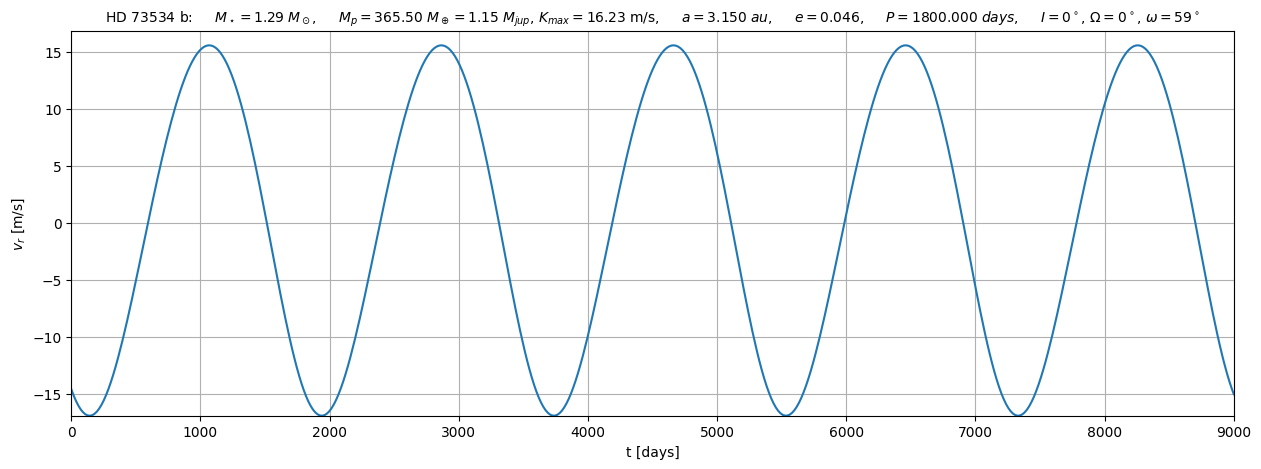 HD 73534 b: M⋆ = 1.29 M⊙, Mp = 365.50 M⊕ = 1.15 Mjup, Kmax = 16.23 m/s, a = 3.150 au, e = 0.046, P = 1800.000 days, I = 0°, Ω = 0°, ω = 59°
15
10
5
0
−5
−10
−15
vr [m/s]
0 1000 2000 3000 4000 5000 6000 7000 8000 9000
t [days]